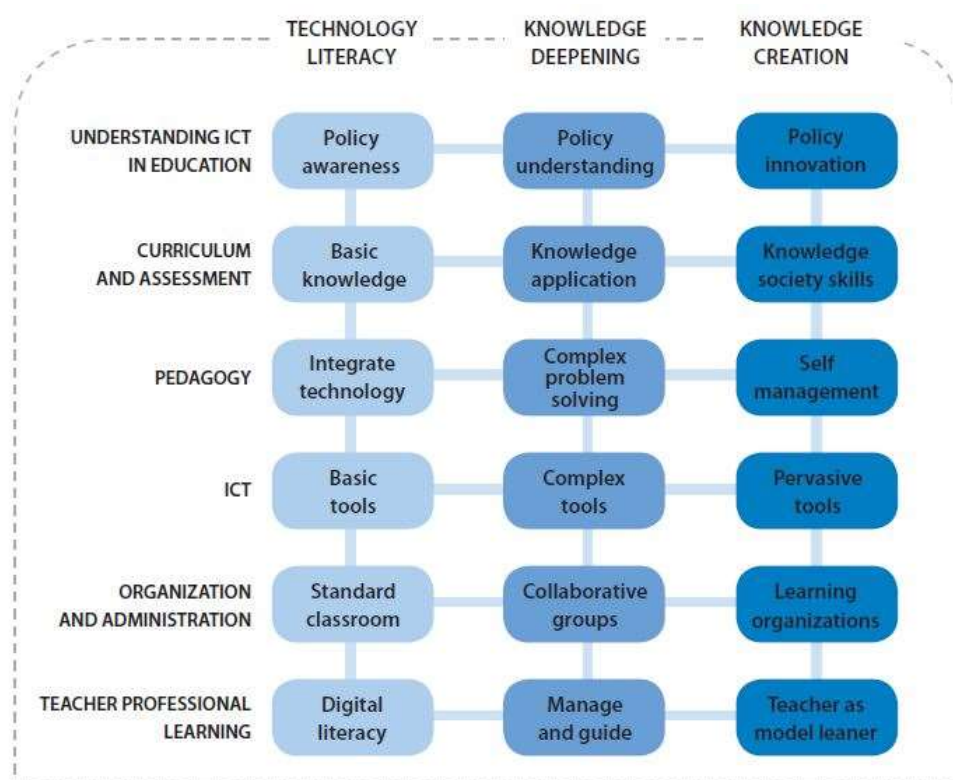 TECHNOLOGY
LITERACY
KNOWLEDGE
DEEPENING
KNOWLEDGE
CREATION
UNDERSTANDING ICT
IN EDUCATION
Policy
awareness
Policy
understanding
Policy
innovation
CURRICULUM
AND ASSESSMENT
Basic
knowledge
Knowledge
application
Knowledge
society skills
PEDAGOGY
Integrate
technology
Complex
problem
solving
Self
management
ICT
Basic
tools
Complex
tools
Pervasive
tools
ORGANIZATION
AND ADMINISTRATION
Standard
classroom
Collaborative
groups
Learning
organizations
TEACHER PROFESSIONAL
LEARNING
Digital
literacy
Manage
and guide
Teacher as
model leaner